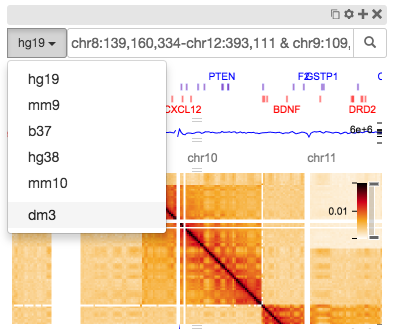 hg19 chr8:139,160,334-chr12:393,111 & chr9:109,
hg19
mm9
b37
hg38
mm10
dm3
PTEN
GSTP1
CXCL12
BDNF
DRD2
6e+6
chr10
chr11
0.01